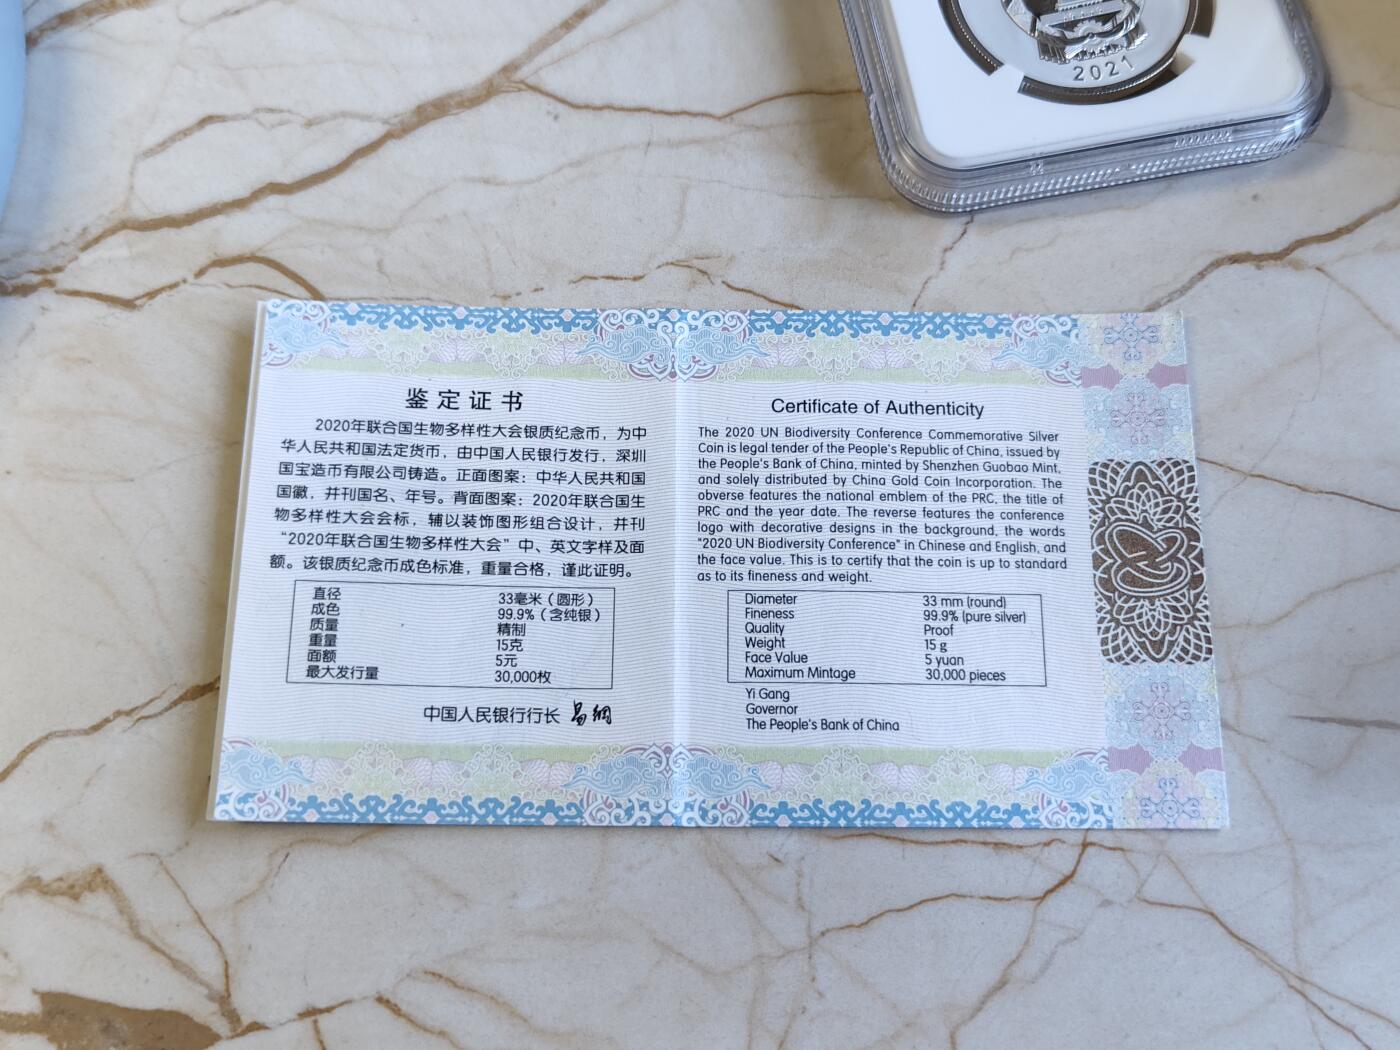 2021
鉴定证书
2020年联合国生物多样性大会银质纪念币，为中
华人民共和国法定货币，由中国人民银行发行，深圳
国宝造币有限公司铸造。正面图案：中华人民共和国
国徽，并刊国名、年号。背面图案：2020年联合国生
物多样性大会会标，辅以装饰图形组合设计，并刊
“2020年联合国生物多样性大会”中、英文字样及面
额。该银质纪念币成色标准，重量合格，谨此证明。
直径 33毫米（圆形）
成色 99.9%（含纯银）
质量 精制
重量 15克
面额 5元
最大发行量 30,000枚
中国人民银行行长 易纲
Certificate of Authenticity
The 2020 UN Biodiversity Conference Commemorative Silver
Coin is legal tender of the People's Republic of China, issued by
the People's Bank of China, minted by Shenzhen Guobao Mint,
and solely distributed by China Gold Coin Incorporation. The
obverse features the national emblem of the PRC, the title of
PRC and the year date. The reverse features the conference
logo with decorative designs in the background, the words
"2020 UN Biodiversity Conference" in Chinese and English, and
the face value. This is to certify that the coin is up to standard
as to its fineness and weight.
Diameter 33 mm (round)
Fineness 99.9% (pure silver)
Quality Proof
Weight 15 g
Face Value 5 yuan
Maximum Mintage 30,000 pieces
Yi Gang
Governor
The People's Bank of China